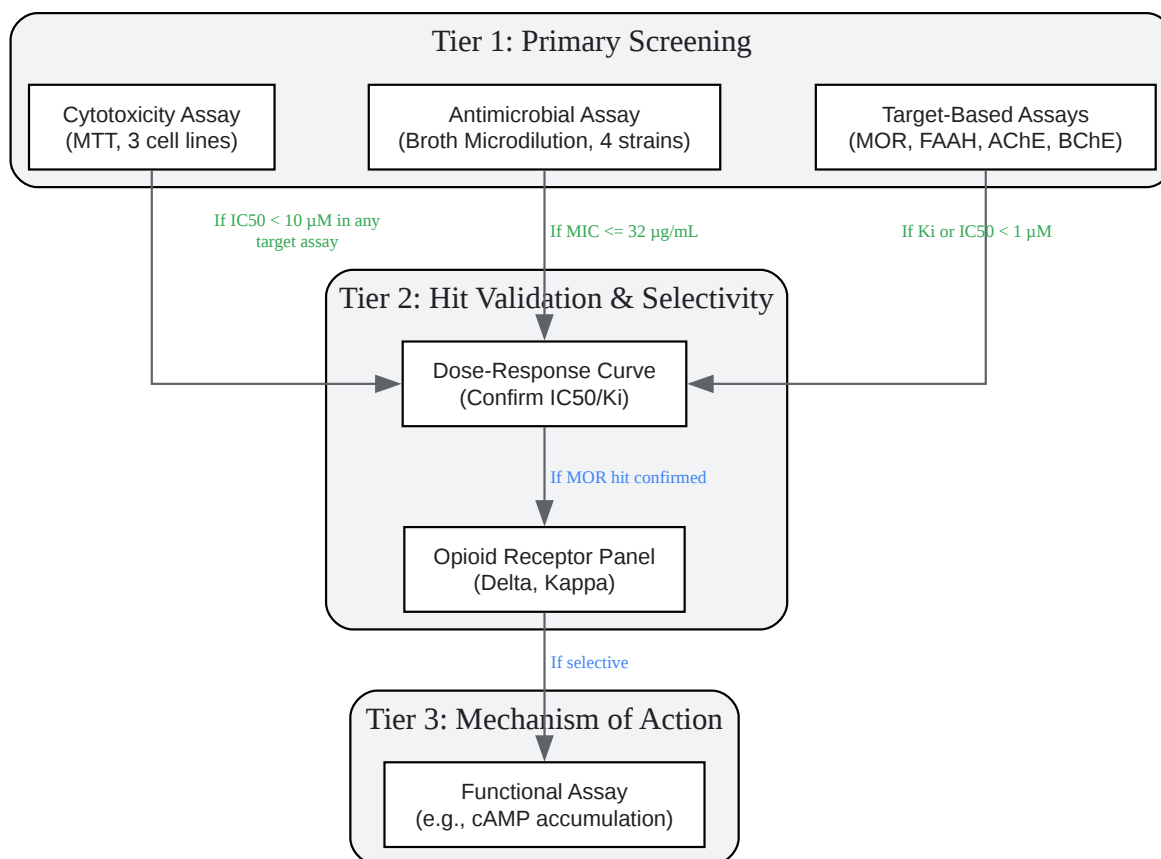 Tier 1: Primary Screening
Cytotoxicity Assay
(MTT, 3 cell lines)
Antimicrobial Assay
(Broth Microdilution, 4 strains)
Target-Based Assays
(MOR, FAAH, AChE, BChE)
If IC50 < 10 µM in any
target assay
If MIC <= 32 µg/mL
If Ki or IC50 < 1 µM
Tier 2: Hit Validation & Selectivity
Dose-Response Curve
(Confirm IC50/Ki)
If MOR hit confirmed
Opioid Receptor Panel
(Delta, Kappa)
If selective
Tier 3: Mechanism of Action
Functional Assay
(e.g., cAMP accumulation)